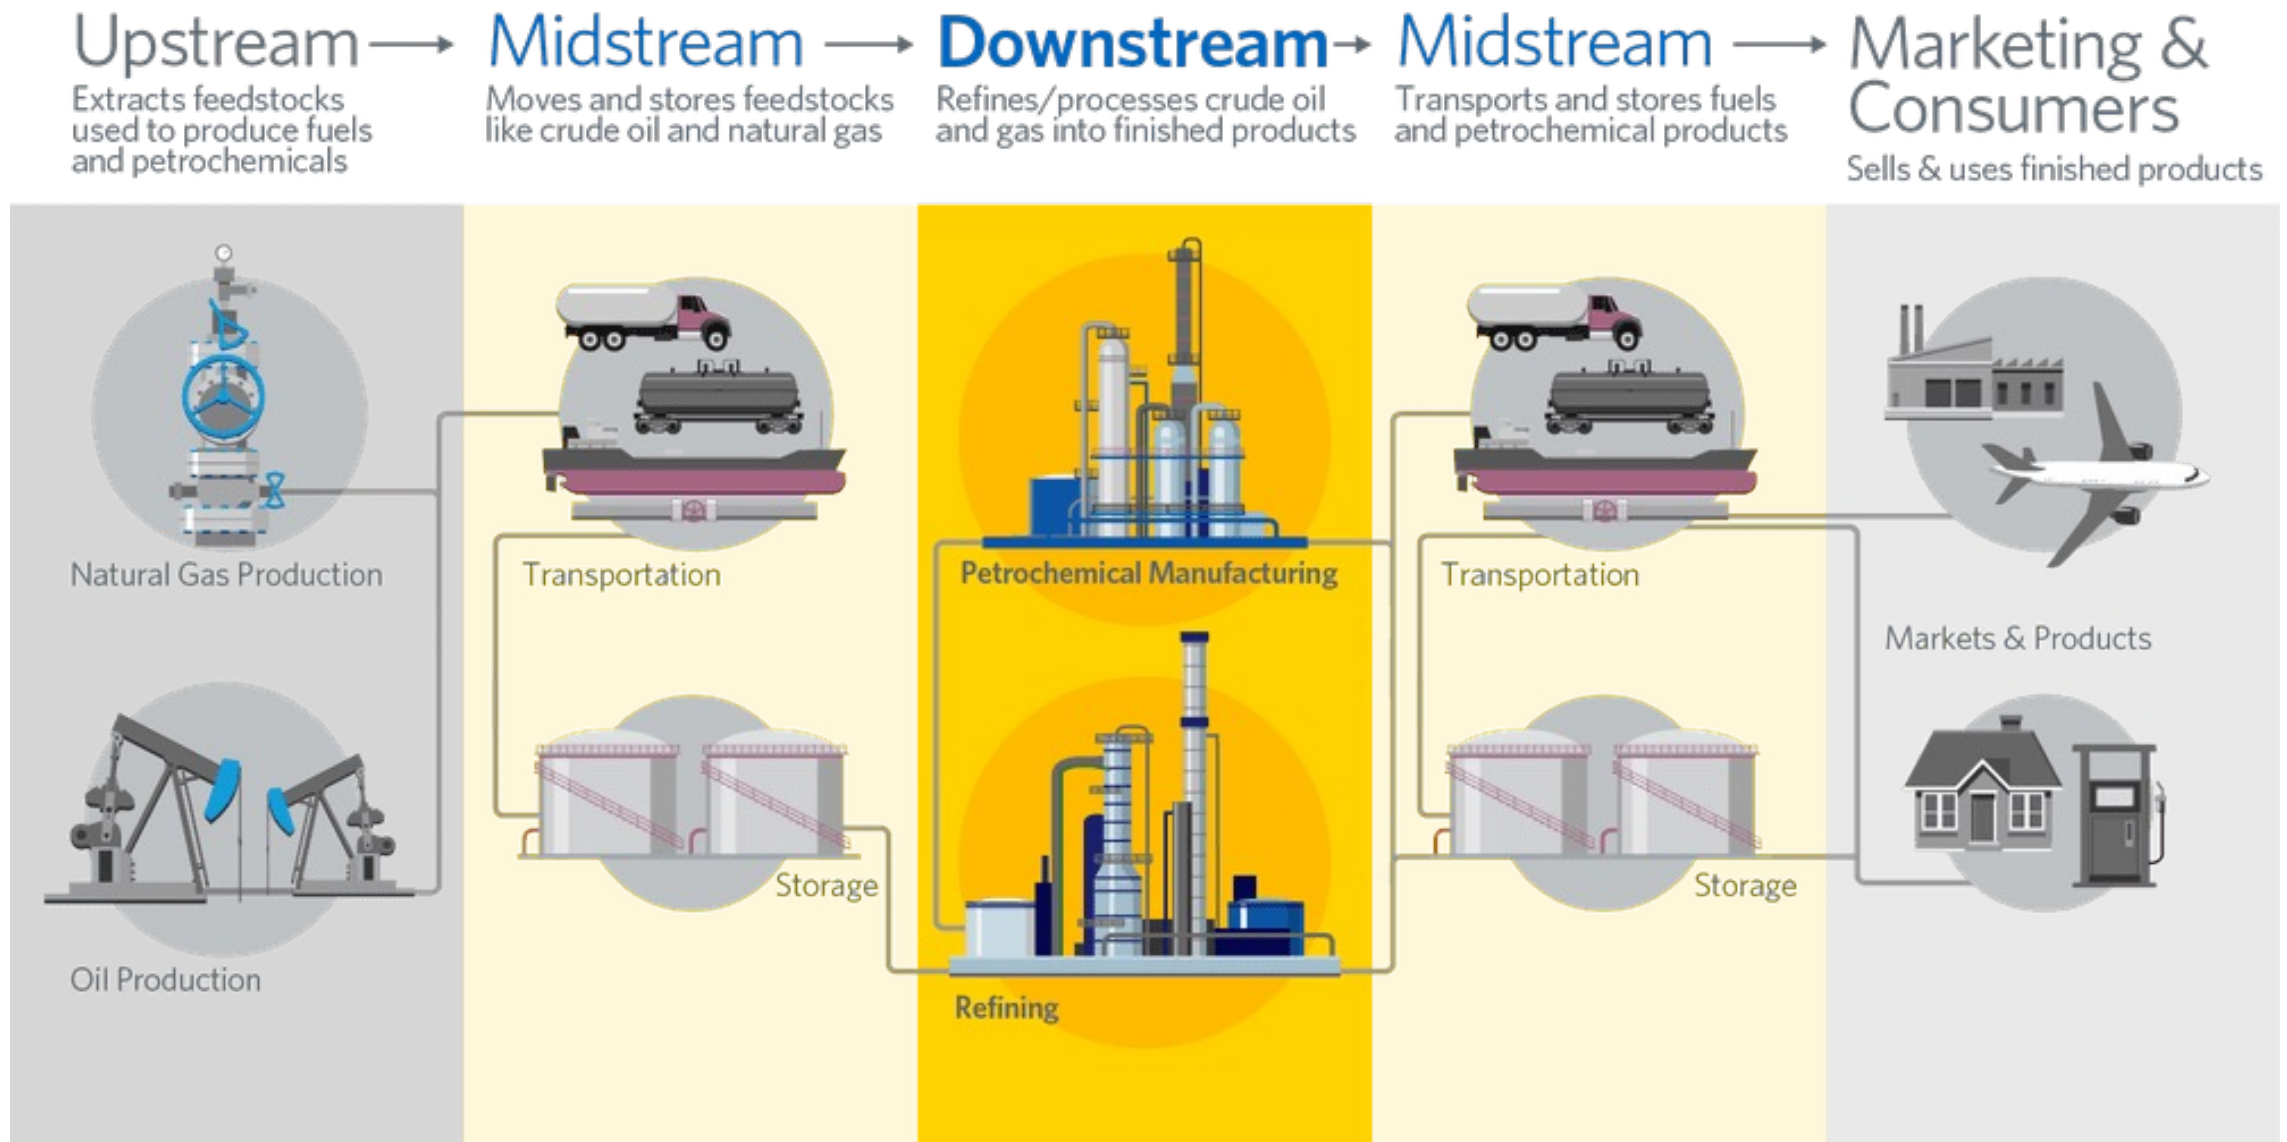 Upstream
Extracts feedstocks
used to produce fuels
and petrochemicals
Midstream
Moves and stores feedstocks
like crude oil and natural gas
Downstream
Refines/processes crude oil
and gas into finished products
Midstream
Transports and stores fuels
and petrochemical products
Marketing &
Consumers
Sells & uses finished products
Natural Gas Production
Oil Production
Transportation
Storage
Petrochemical Manufacturing
Refining
Transportation
Storage
Markets & Products